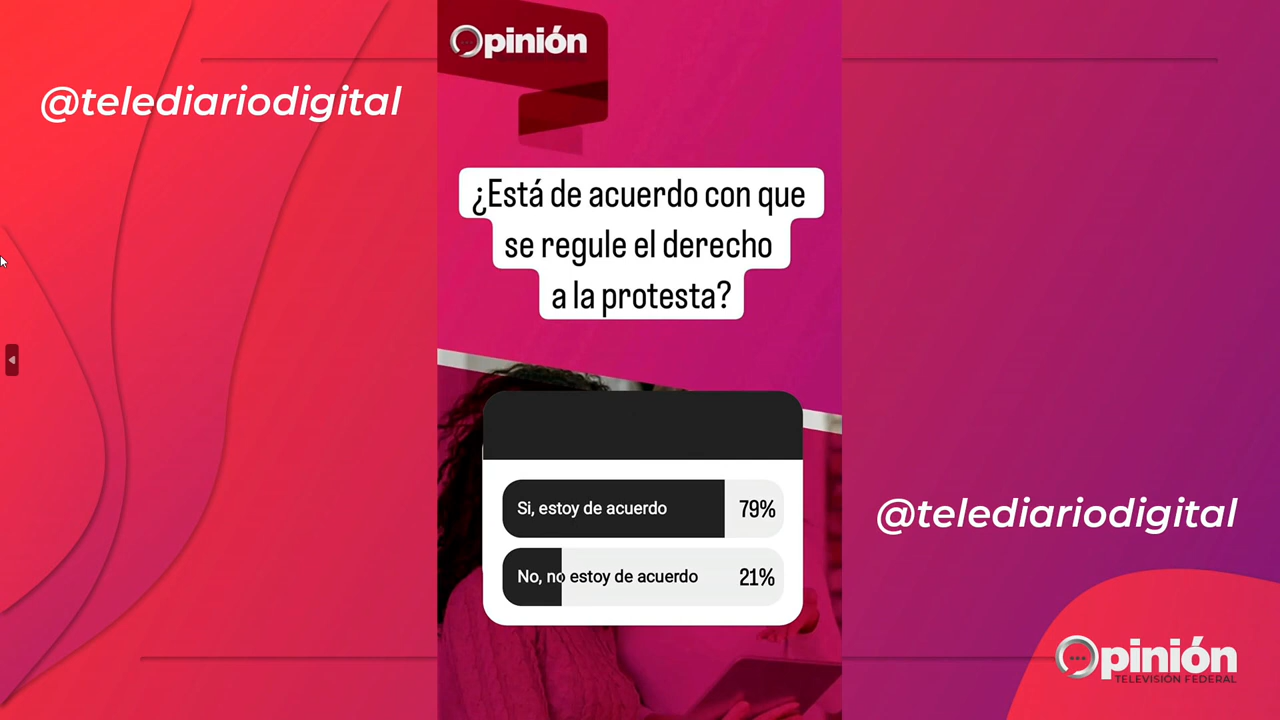 @telediariodigital
Opinión
¿Está de acuerdo con que
se regule el derecho
a la protesta?
Si, estoy de acuerdo 79%
No, no estoy de acuerdo 21%
@telediariodigital
Opinión
TELEVISIÓN FEDERAL